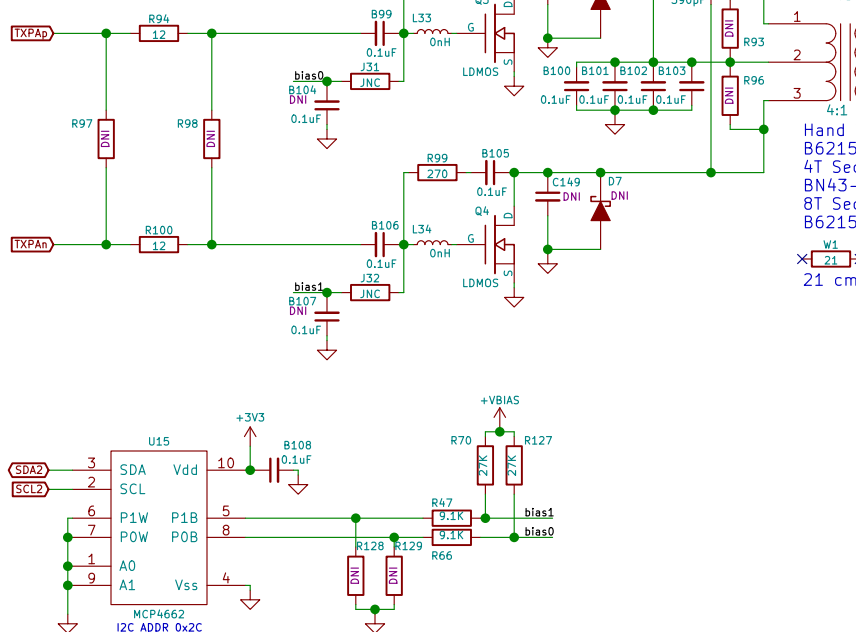 Q3
D
390pF
TXPAp
R94
12
B99
0.1uF
L33
0nH
G
S
LDMOS
bias0
J31
JNC
B104
DNI
0.1uF
B100
B101
B102
B103
0.1uF
0.1uF
0.1uF
0.1uF
DNI
R93
DNI
R96
1
2
3
4:1
R97
DNI
R98
DNI
Hand
B6215
4T Sec
BN43-
8T Sec
B6215
R99
270
B105
0.1uF
C149
DNI
D7
DNI
TXPAn
R100
12
B106
0.1uF
L34
0nH
Q4
D
G
S
LDMOS
bias1
J32
JNC
B107
DNI
0.1uF
W1
21
21 cm
+3V3
+VBIAS
U15
B108
0.1uF
R70
27K
R127
27K
SDA2
3
SDA
Vdd
10
SCL2
2
SCL
6
P1W
P1B
5
7
P0W
P0B
8
1
A0
9
A1
Vss
4
R47
9.1K
bias1
9.1K
bias0
R66
R128
DNI
R129
DNI
MCP4662
I2C ADDR 0x2C